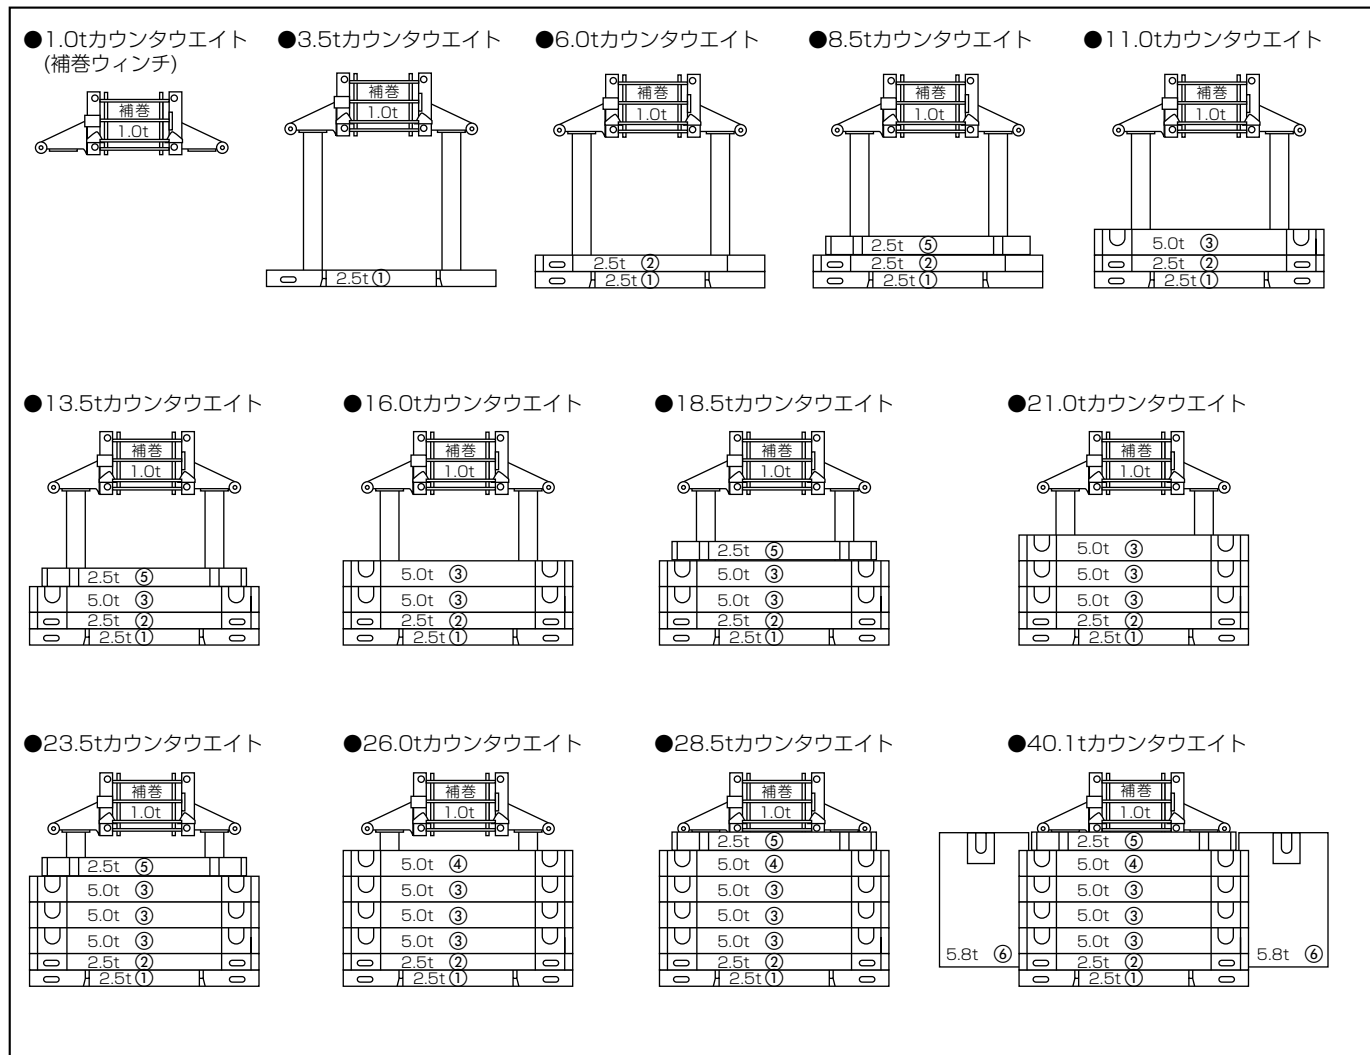 ●1.0tカウンタウエイト
(補巻ウィンチ)
補巻
1.0t
●3.5tカウンタウエイト
補巻
1.0t
2.5t①
●6.0tカウンタウエイト
補巻
1.0t
2.5t ②
2.5t①
●8.5tカウンタウエイト
補巻
1.0t
2.5t ⑤
2.5t ②
2.5t①
●11.0tカウンタウエイト
補巻
1.0t
5.0t ③
2.5t ②
2.5t①
●13.5tカウンタウエイト
補巻
1.0t
2.5t ⑤
5.0t ③
2.5t ②
2.5t①
●16.0tカウンタウエイト
補巻
1.0t
5.0t ③
5.0t ③
2.5t ②
2.5t①
●18.5tカウンタウエイト
補巻
1.0t
2.5t ⑤
5.0t ③
5.0t ③
2.5t ②
2.5t①
●21.0tカウンタウエイト
補巻
1.0t
5.0t ③
5.0t ③
5.0t ③
2.5t ②
2.5t①
●23.5tカウンタウエイト
補巻
1.0t
2.5t ⑤
5.0t ③
5.0t ③
5.0t ③
2.5t ②
2.5t①
●26.0tカウンタウエイト
補巻
1.0t
5.0t ④
5.0t ③
5.0t ③
5.0t ③
2.5t ②
2.5t①
●28.5tカウンタウエイト
補巻
1.0t
2.5t ⑤
5.0t ④
5.0t ③
5.0t ③
5.0t ③
2.5t ②
2.5t①
●40.1tカウンタウエイト
補巻
1.0t
2.5t ⑤
5.0t ④
5.0t ③
5.0t ③
5.0t ③
5.8t ⑥
2.5t ②
5.8t ⑥
2.5t①